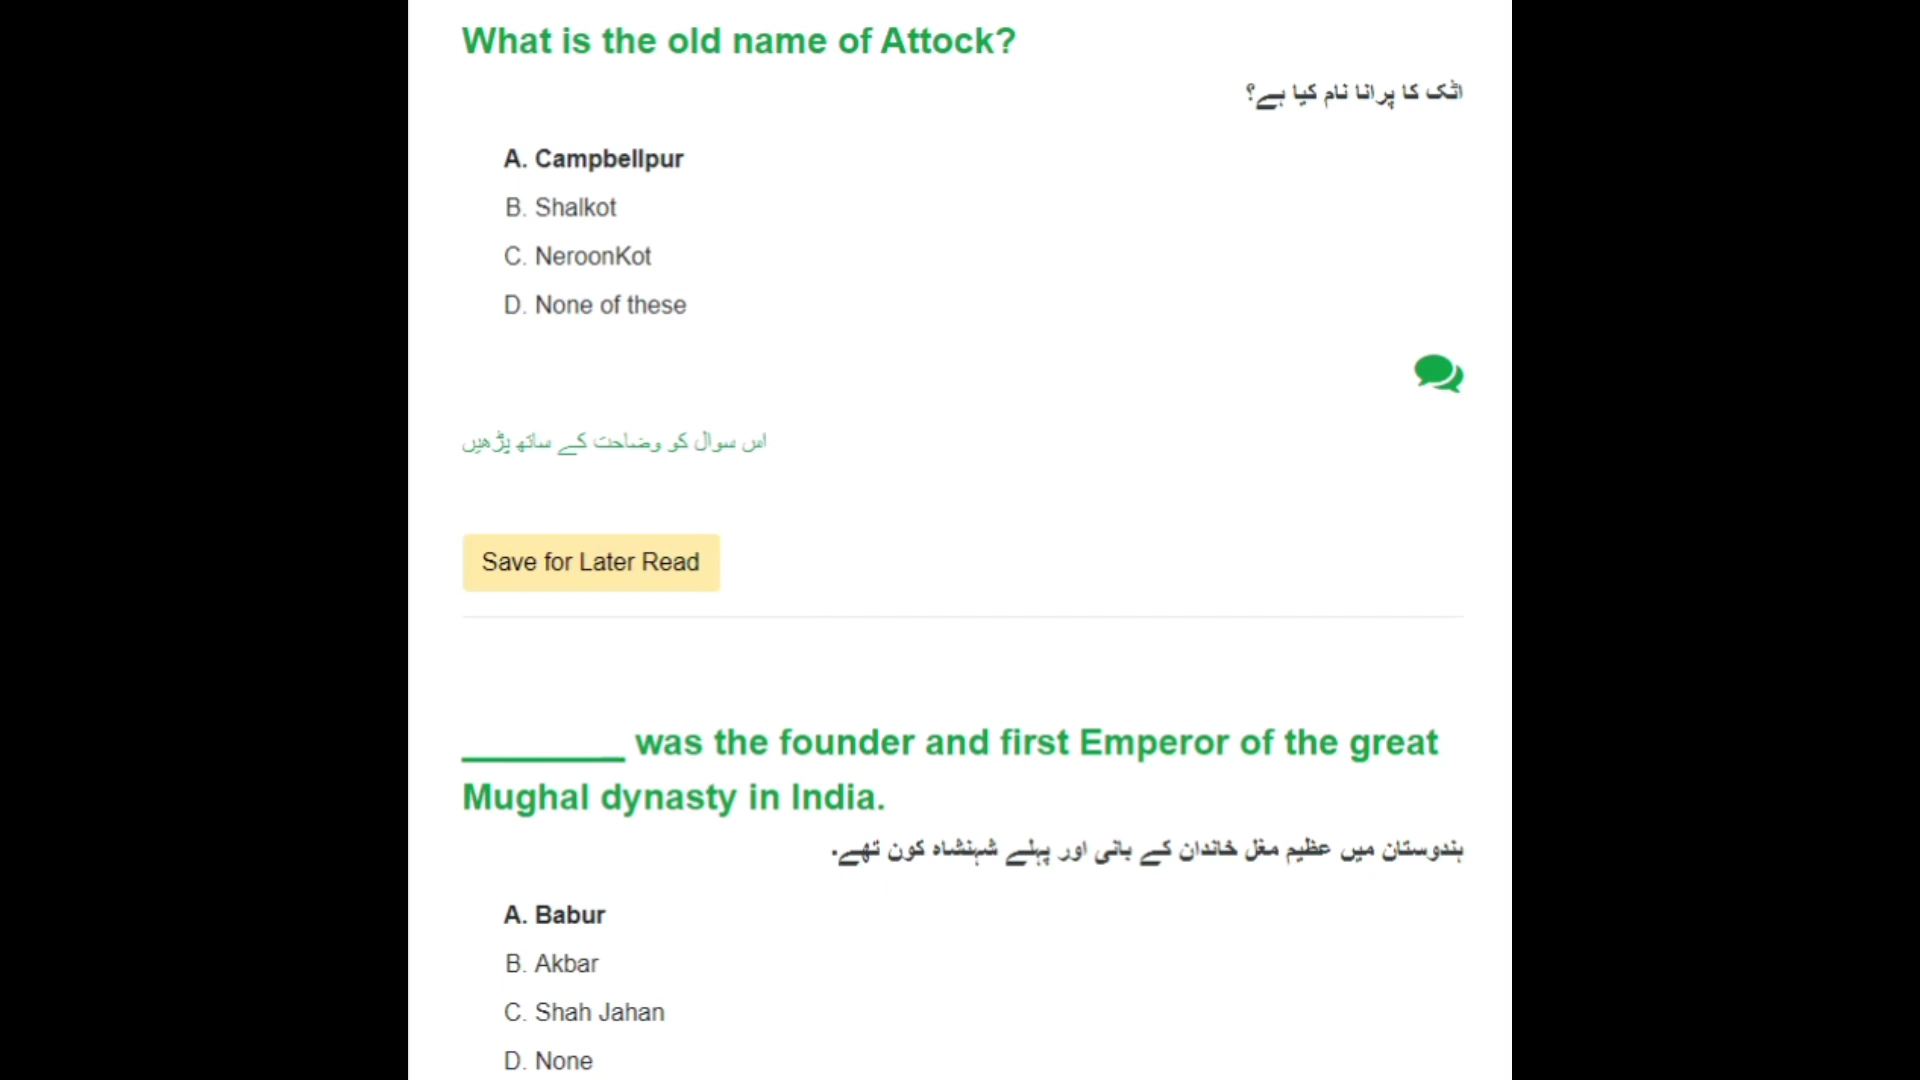 What is the old name of Attock?
اٹک کا پرانا نام کیا ہے؟
A. Campbellpur
B. Shalkot
C. NeroonKot
D. None of these
اس سوال کو وضاحت کے ساتھ پڑھیں
Save for Later Read
_________ was the founder and first Emperor of the great
Mughal dynasty in India.
ہندوستان میں عظیم مغل خاندان کے بانی اور پہلے شہنشاہ کون تھے۔
A. Babur
B. Akbar
C. Shah Jahan
D. None